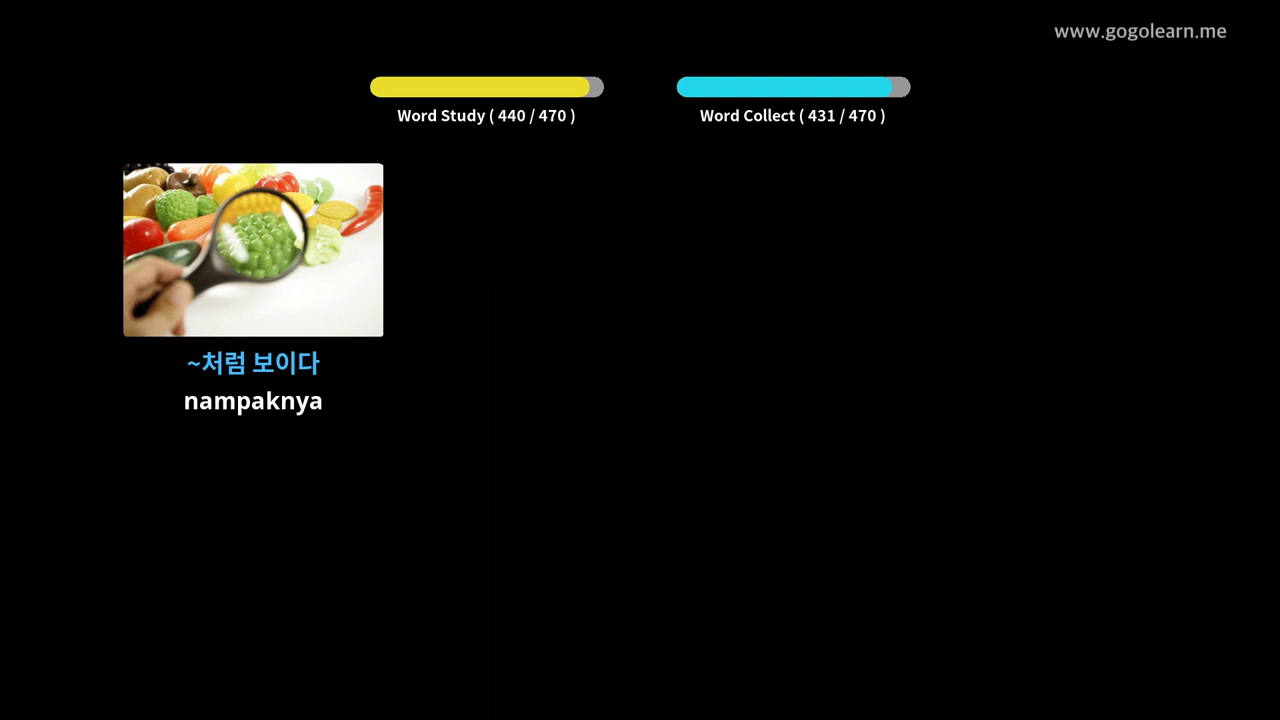 www.gogolearn.me
Word Study ( 440 / 470 )
Word Collect ( 431 / 470 )
~처럼 보이다
nampaknya